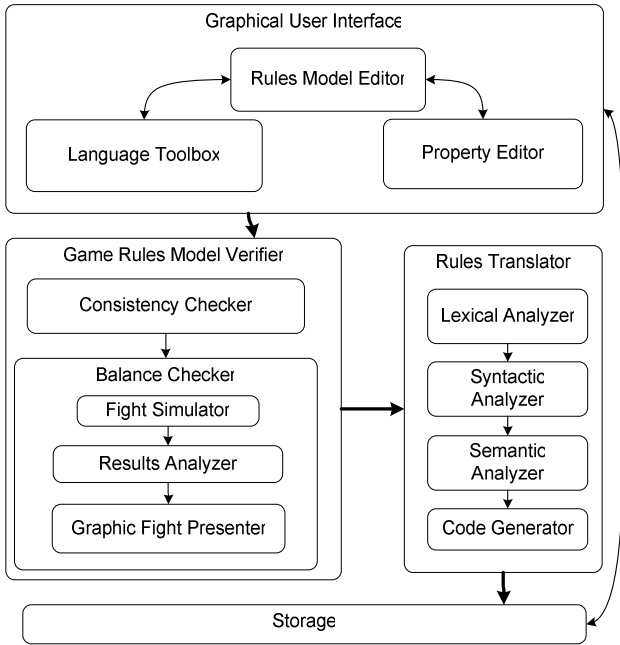 Graphical User Interface
Rules Model Editor
Language Toolbox
Property Editor
Game Rules Model Verifier
Consistency Checker
Balance Checker
Fight Simulator
Results Analyzer
Graphic Fight Presenter
Rules Translator
Lexical Analyzer
Syntactic
Analyzer
Semantic
Analyzer
Code Generator
Storage